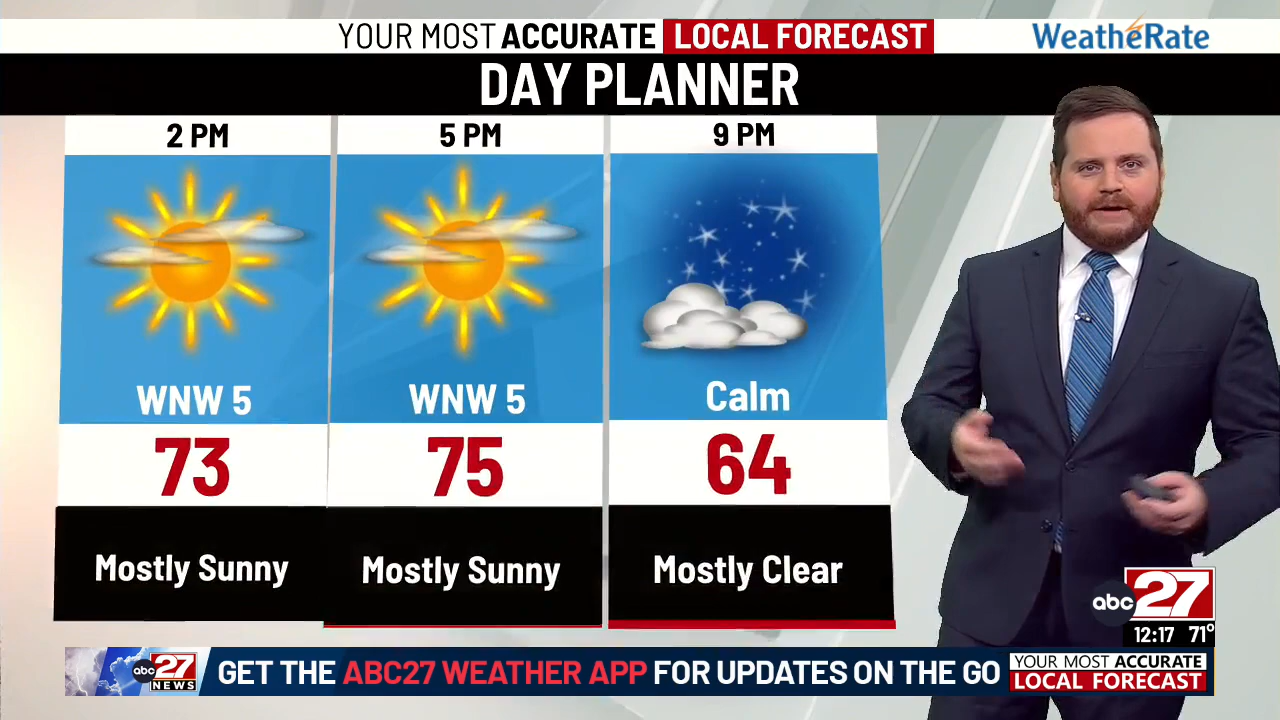 YOUR MOST ACCURATE LOCAL FORECAST
WeatheRate
DAY PLANNER
2 PM
5 PM
9 PM
WNW 5
WNW 5
Calm
73
75
64
Mostly Sunny
Mostly Sunny
Mostly Clear
abc 27
12:17 71º
abc 27 NEWS
GET THE ABC27 WEATHER APP FOR UPDATES ON THE GO
YOUR MOST ACCURATE
LOCAL FORECAST